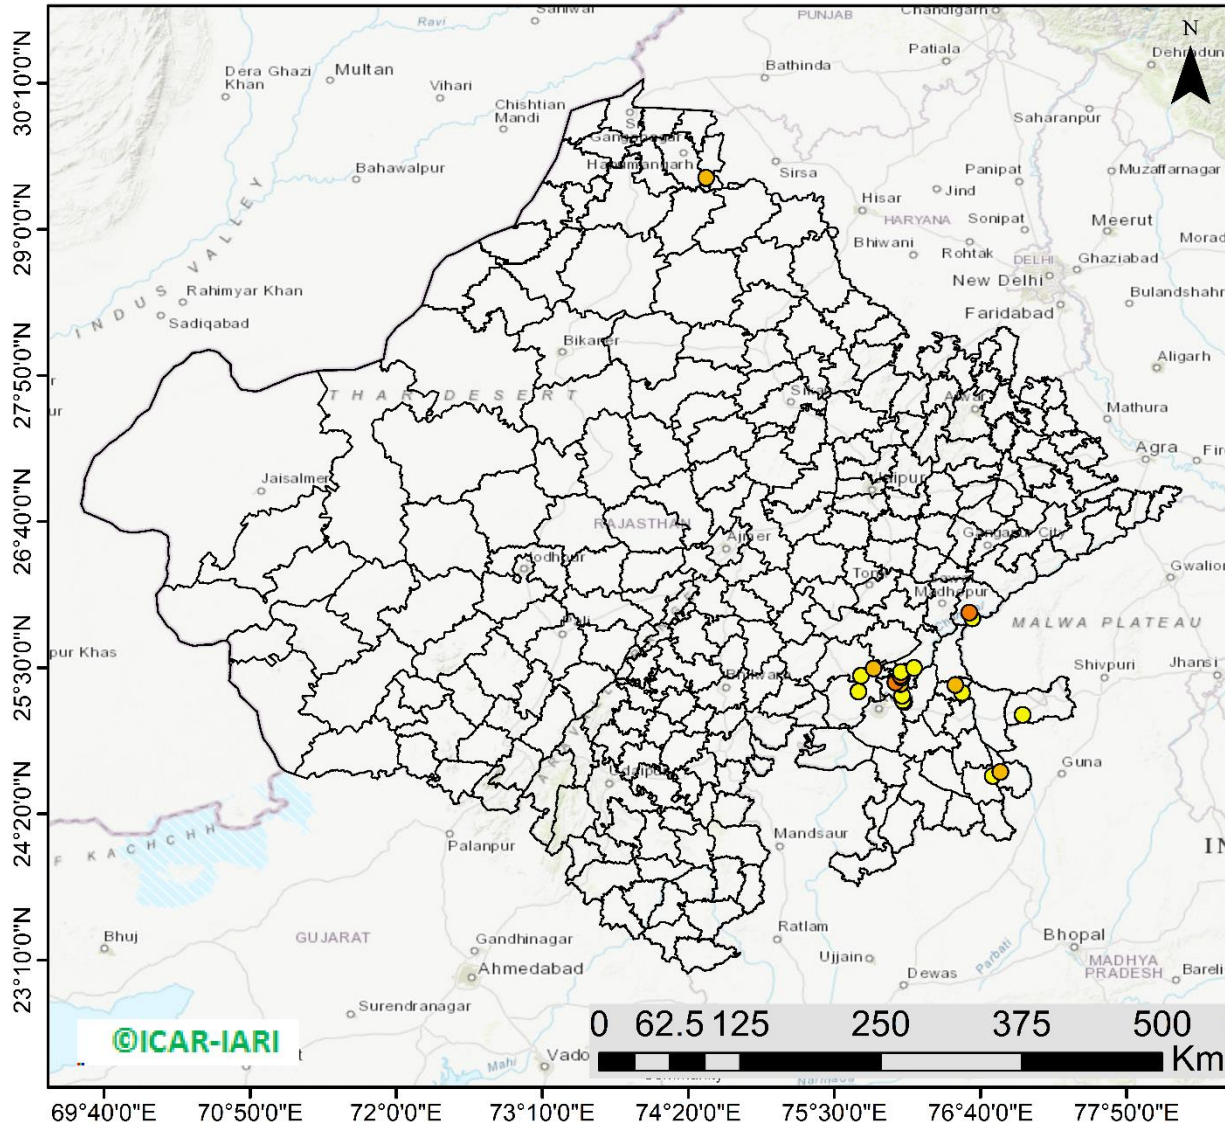 Ravi
Sahiwal
PUNJAB
Chandigarh
N
Patiala
Dehradun
Dera Ghazi
Khan
Multan
Bathinda
30°10'0"N
Vihari
Chishtian
Mandi
Saharanpur
Ganganagar
Bahawalpur
Hanumangarh
Sirsa
Panipat
Muzaffarnagar
Jind
Hisar
HARYANA
Sonipat
Meerut
29°0'0"N
INDUS VALLEY
Bhiwani
Rohtak
DELHI
Ghaziabad
Morad
New Delhi
Rahimyar Khan
Bulandshahr
Sadiqabad
Faridabad
Bikaner
Aligarh
27°50'0"N
THAR DESERT
Sikar
Alwar
ur
Mathura
Agra
Firo
Jaisalmer
Jaipur
26°40'0"N
RAJASTHAN
Ajmer
Gangapur City
Jodhpur
Tonk
Sawai
Madhopur
Gwalior
Pali
MALWA PLATEAU
pur Khas
25°30'0"N
Bhilwara
Shivpuri
Jhansi
Udaipur
Guna
24°20'0"N
F KACHCHH
Palanpur
Mandsaur
IN
Bhuj
GUJARAT
Gandhinagar
Ratlam
Bhopal
23°10'0"N
Ahmedabad
Ujjain
Parbati
MADHYA
PRADESH
Dewas
Bareli
Surendranagar
0 62.5 125 250 375 500
©ICAR-IARI
Km
Mahi
Vado
Narmada
69°40'0"E 70°50'0"E 72°0'0"E 73°10'0"E 74°20'0"E 75°30'0"E 76°40'0"E 77°50'0"E